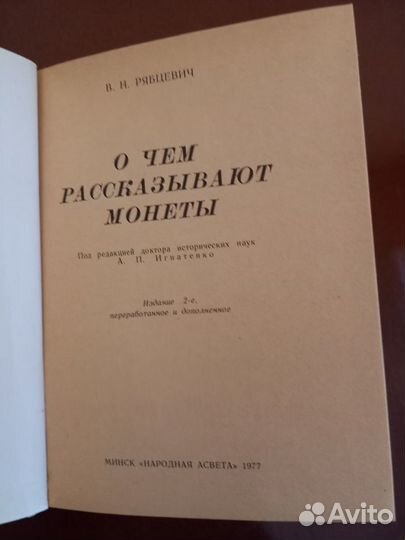 В. Н. РЯБЦЕВИЧ
О ЧЕМ
РАССКАЗЫВАЮТ
МОНЕТЫ
Под редакцией доктора исторических наук
А. П. Игнатенко
Издание 2-е,
переработанное и дополненное
МИНСК «НАРОДНАЯ АСВЕТА» 1977
Avito